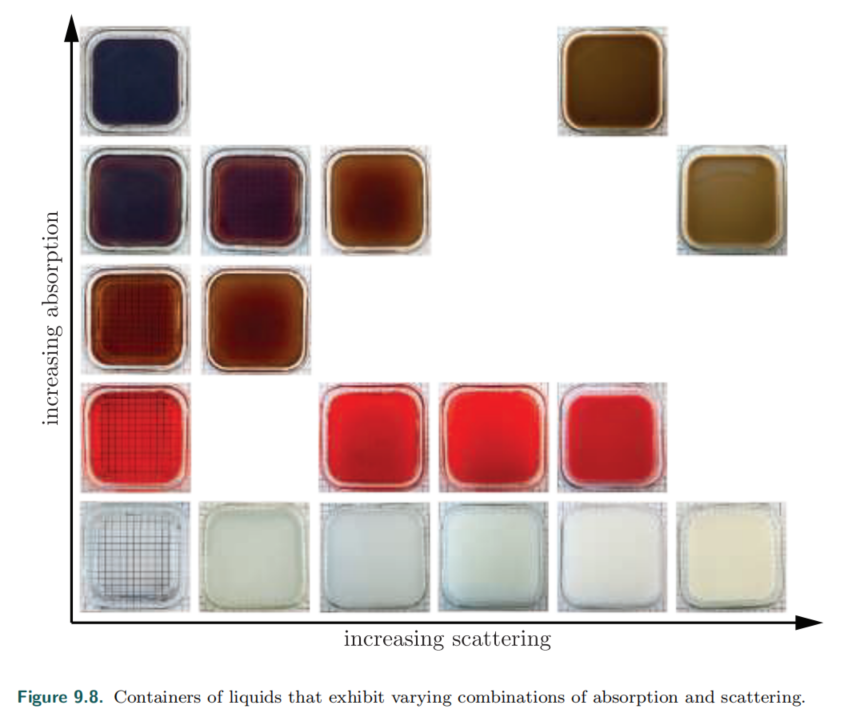 increasing absorption
increasing scattering
Figure 9.8. Containers of liquids that exhibit varying combinations of absorption and scattering.